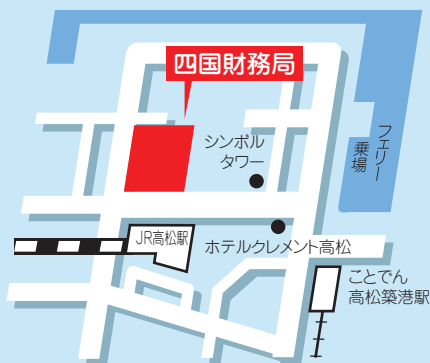 四国財務局
シンボル
タワー
フェリー
乗場
JR高松駅
ホテルクレメント高松
ことでん
高松築港駅